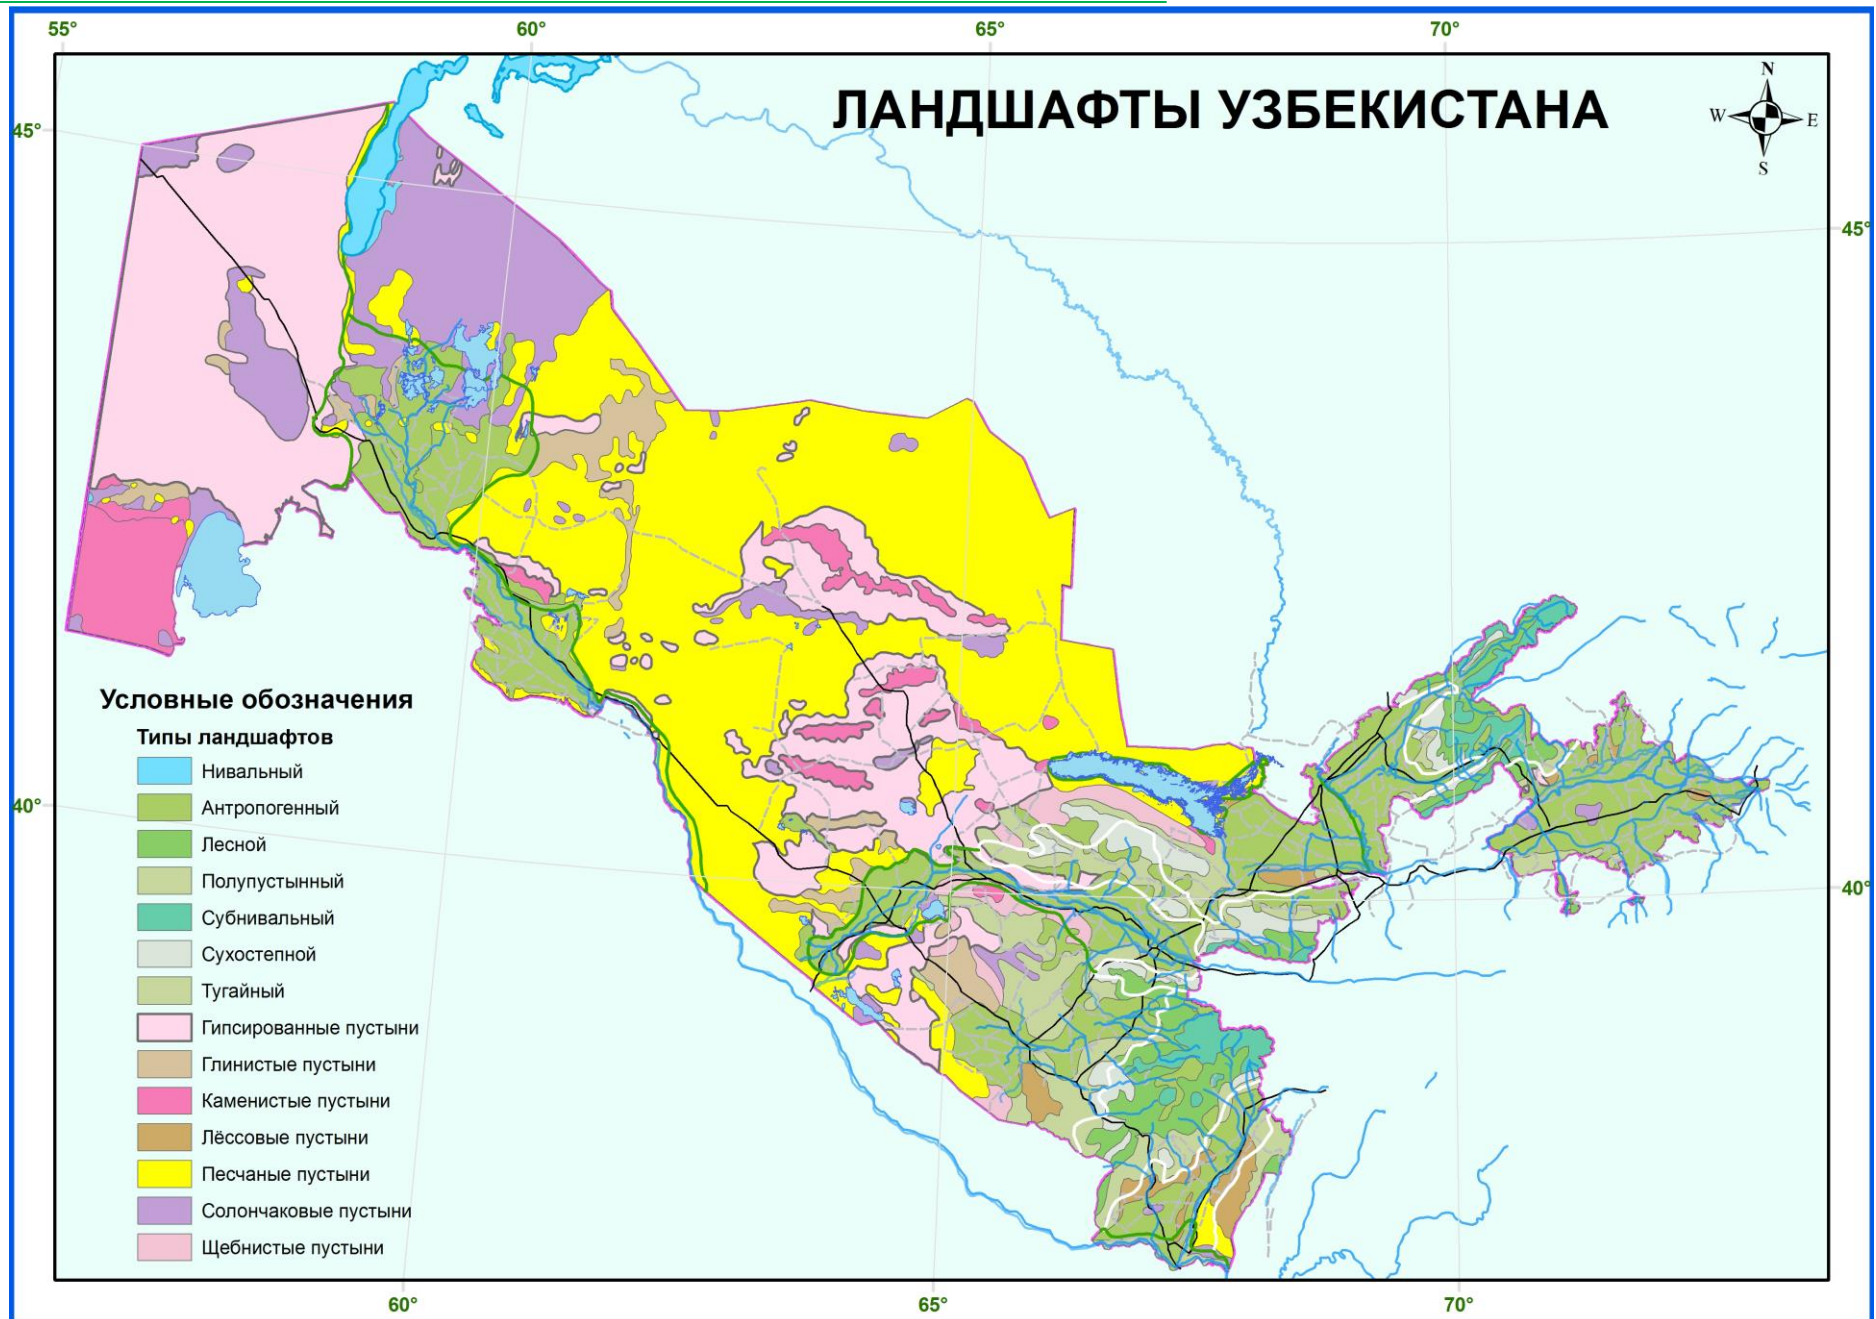 55° 60° 65° 70°
ЛАНДШАФТЫ УЗБЕКИСТАНА
N
W E
S
45°
45°
Условные обозначения
Типы ландшафтов
Нивальный
Антропогенный
Лесной
Полупустынный
Субнивальный
Сухостепной
Тугайный
Гипсированные пустыни
Глинистые пустыни
Каменистые пустыни
Лёссовые пустыни
Песчаные пустыни
Солончаковые пустыни
Щебнистые пустыни
40°
40°
60° 65° 70°